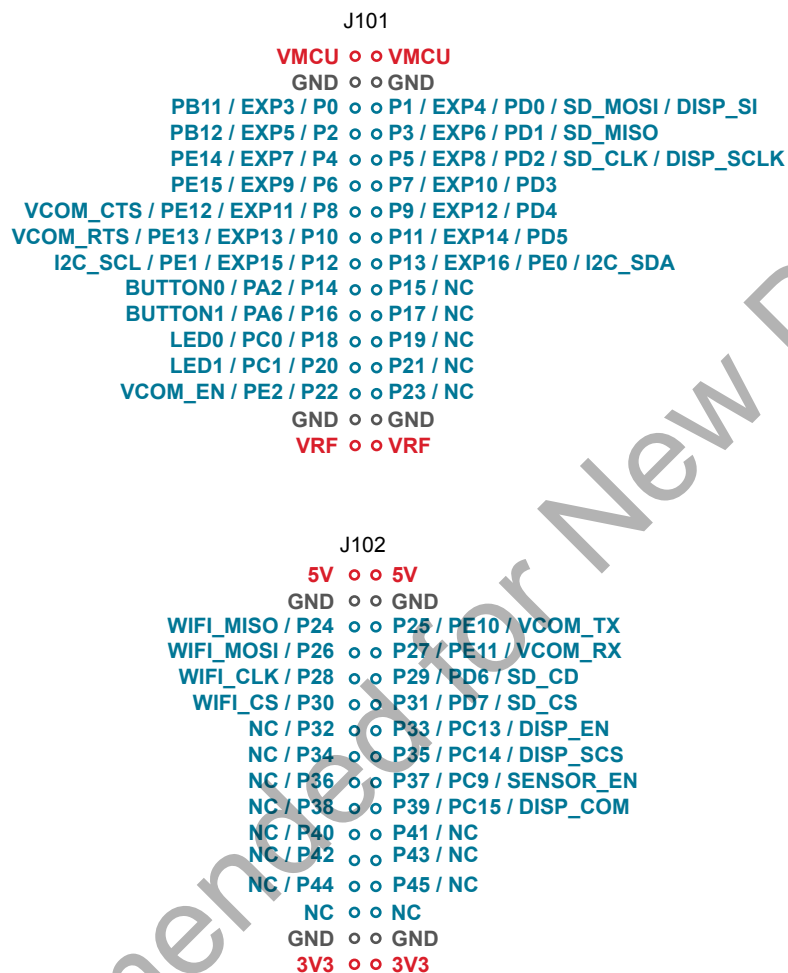 J101
VMCU VMCU
GND GND
PB11 / EXP3 / P0 P1 / EXP4 / PD0 / SD_MOSI / DISP_SI
PB12 / EXP5 / P2 P3 / EXP6 / PD1 / SD_MISO
PE14 / EXP7 / P4 P5 / EXP8 / PD2 / SD_CLK / DISP_SCLK
PE15 / EXP9 / P6 P7 / EXP10 / PD3
VCOM_CTS / PE12 / EXP11 / P8 P9 / EXP12 / PD4
VCOM_RTS / PE13 / EXP13 / P10 P11 / EXP14 / PD5
I2C_SCL / PE1 / EXP15 / P12 P13 / EXP16 / PE0 / I2C_SDA
BUTTON0 / PA2 / P14 P15 / NC
BUTTON1 / PA6 / P16 P17 / NC
LED0 / PC0 / P18 P19 / NC
LED1 / PC1 / P20 P21 / NC
VCOM_EN / PE2 / P22 P23 / NC
GND GND
VRF VRF
J102
5V 5V
GND GND
WIFI_MISO / P24 P25 / PE10 / VCOM_TX
WIFI_MOSI / P26 P27 / PE11 / VCOM_RX
WIFI_CLK / P28 P29 / PD6 / SD_CD
WIFI_CS / P30 P31 / PD7 / SD_CS
NC / P32 P33 / PC13 / DISP_EN
NC / P34 P35 / PC14 / DISP_SCS
NC / P36 P37 / PC9 / SENSOR_EN
NC / P38 P39 / PC15 / DISP_COM
NC / P40 P41 / NC
NC / P42 P43 / NC
NC / P44 P45 / NC
NC NC
GND GND
3V3 3V3
mended for New D